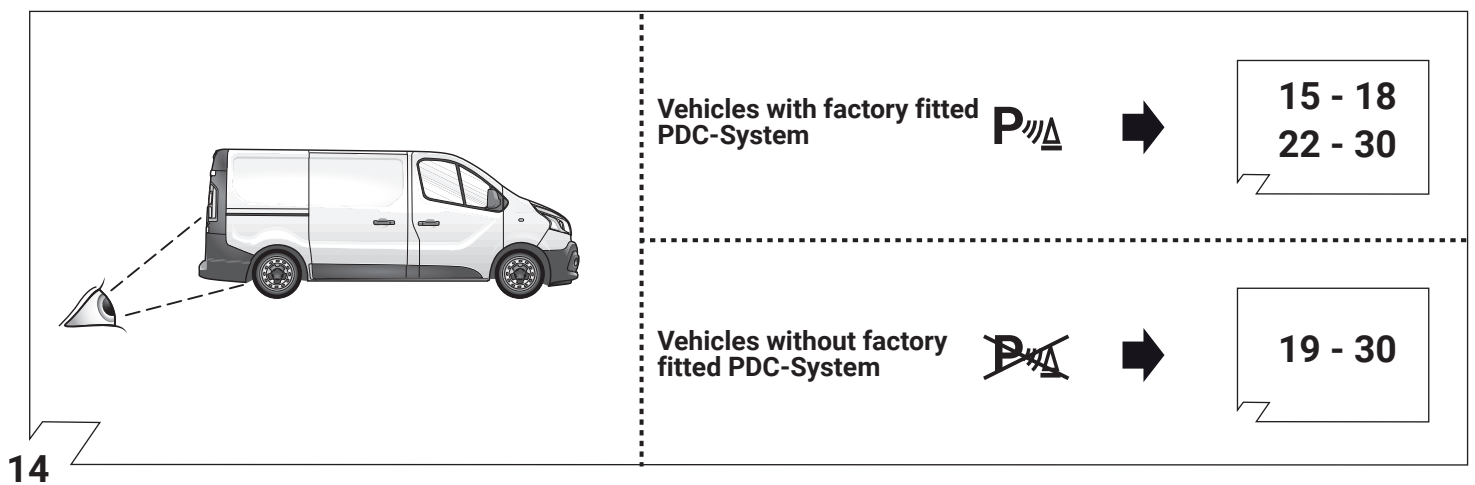 Vehicles with factory fitted
PDC-System
P
15 - 18
22 - 30
Vehicles without factory
fitted PDC-System
P
19 - 30
14